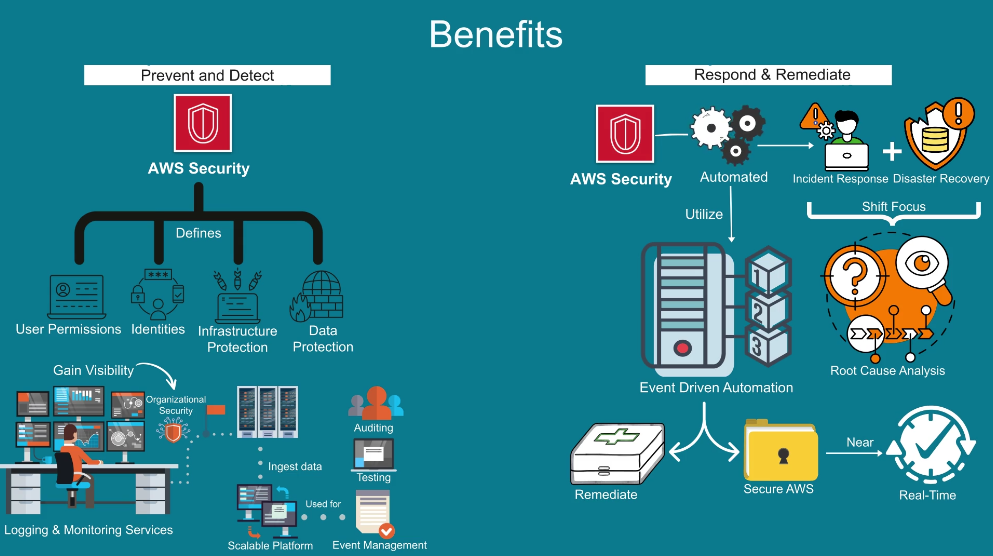 Benefits
Prevent and Detect
AWS Security
Defines
User Permissions
Identities
Infrastructure
Protection
Data
Protection
Gain Visibility
Organizational
Security
Logging & Monitoring Services
Ingest data
Scalable Platform
Used for
Auditing
Testing
Event Management
Respond & Remediate
AWS Security
Automated
Incident Response
Disaster Recovery
Shift Focus
Root Cause Analysis
Utilize
***
1
2
3
Event Driven Automation
Remediate
Secure AWS
Near
Real-Time